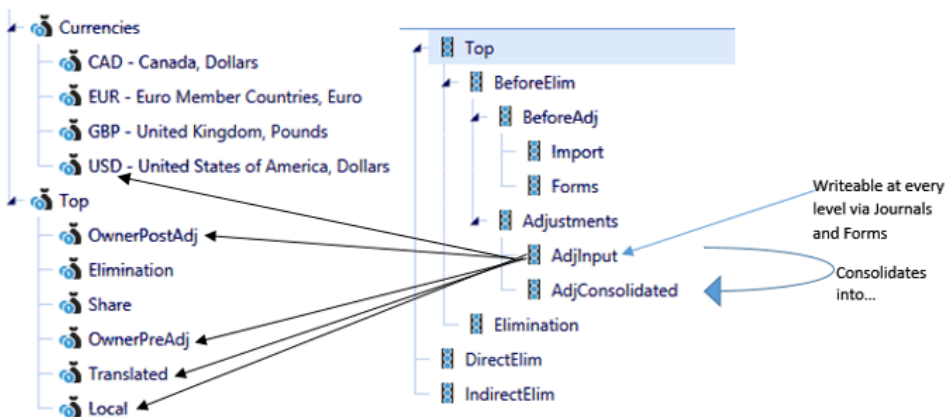 Currencies
CAD - Canada, Dollars
EUR - Euro Member Countries, Euro
GBP - United Kingdom, Pounds
USD - United States of America, Dollars
Top
OwnerPostAdj
Elimination
Share
OwnerPreAdj
Translated
Local
Top
BeforeElim
BeforeAdj
Import
Forms
Adjustments
AdjInput
AdjConsolidated
Elimination
DirectElim
IndirectElim
Writeable at every
level via Journals
and Forms
Consolidates
into...